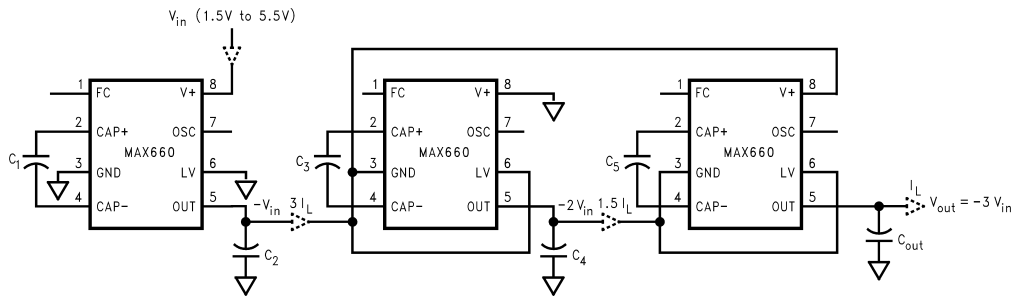 V_in (1.5V to 5.5V)
1 FC V+ 8
2 CAP+ OSC 7
MAX660
3 GND LV 6
4 CAP- OUT 5
C_1
-V_in 3 I_L
C_2
1 FC V+ 8
2 CAP+ OSC 7
MAX660
3 GND LV 6
4 CAP- OUT 5
C_3
-2 V_in 1.5 I_L
C_4
1 FC V+ 8
2 CAP+ OSC 7
MAX660
3 GND LV 6
4 CAP- OUT 5
C_5
I_L
V_out = -3 V_in
C_out